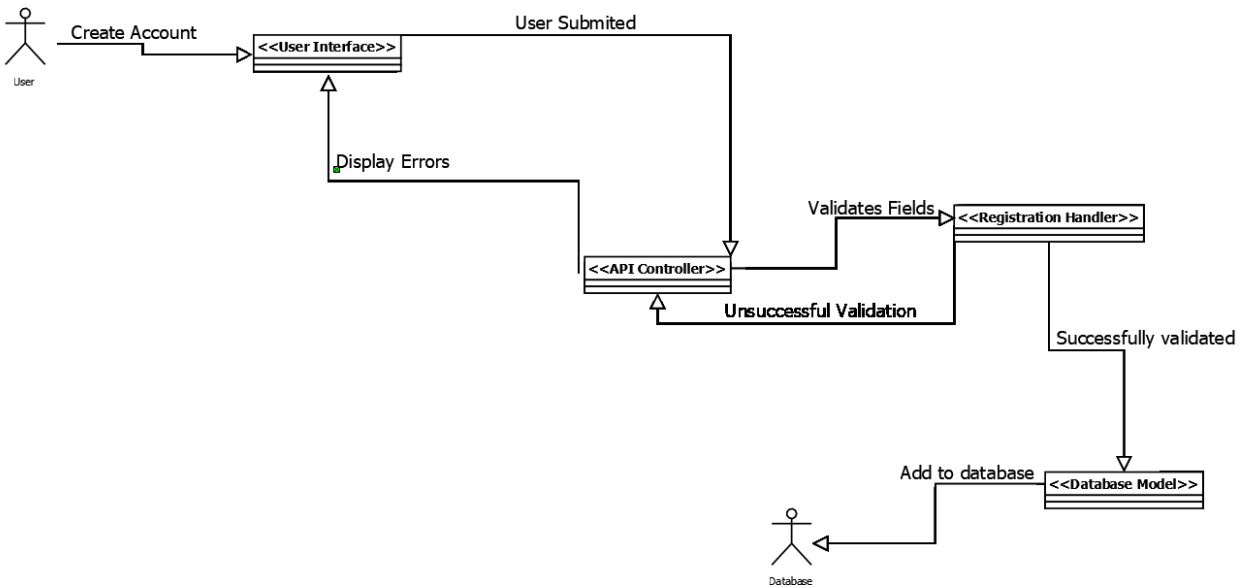 User Submited
Create Account
<<User Interface>>
User
Display Errors
Validates Fields
<<Registration Handler>>
<<API Controller>>
Unsuccessful Validation
Successfully validated
Add to database
<<Database Model>>
Database